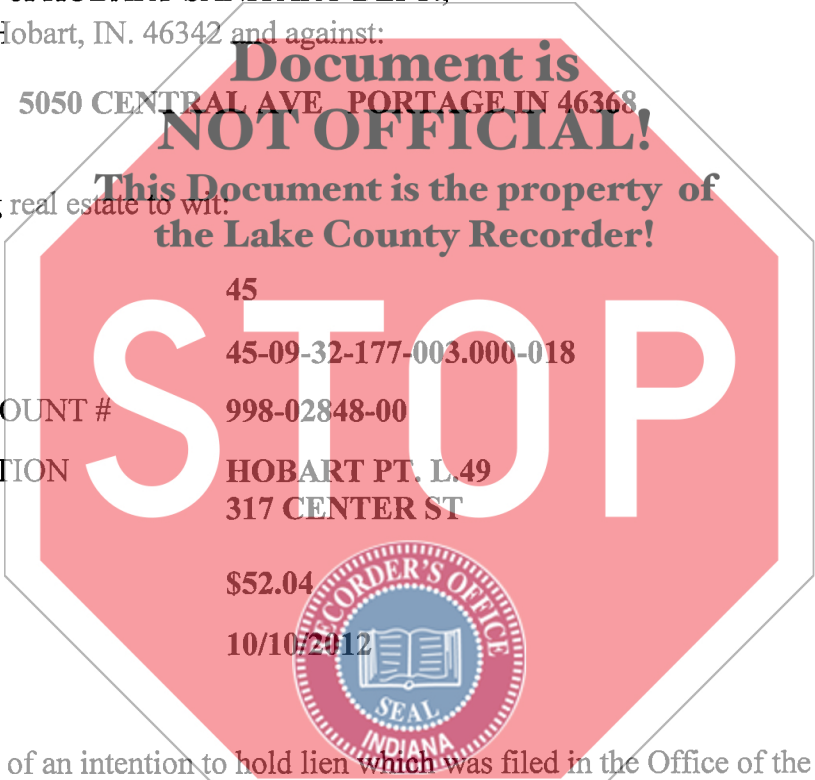 Hobart, IN. 46342 and against:
Document is
5050 CENTRAL AVE PORTAGE IN 46368
NOT OFFICIAL!
This Document is the property of
real estate to wit:
the Lake County Recorder!
45
STOP
45-09-32-177-003.000-018
OUNT # 998-02848-00
TION HOBART PT. L.49
317 CENTER ST
$52.04
10/10/2012
RECORDER'S OFFICE
SEAL
INDIANA
of an intention to hold lien which was filed in the Office of the